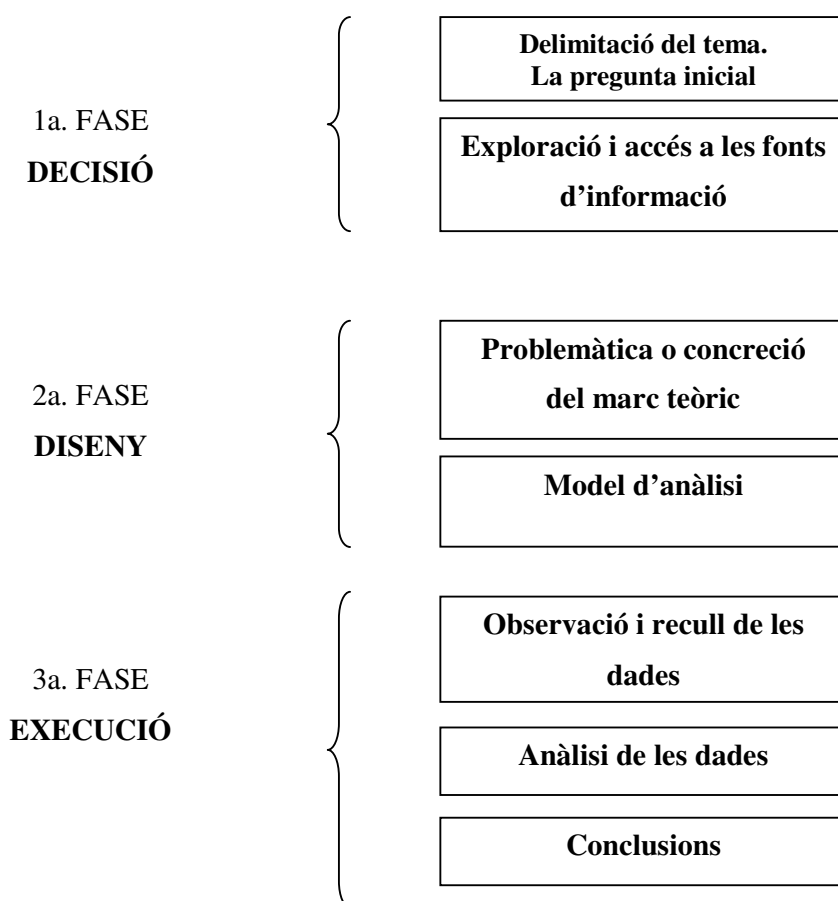 1a. FASE
DECISIÓ
Delimitació del tema.
La pregunta inicial
Exploració i accés a les fonts
d’informació
2a. FASE
DISENY
Problemàtica o concreció
del marc teòric
Model d’anàlisi
3a. FASE
EXECUCIÓ
Observació i recull de les
dades
Anàlisi de les dades
Conclusions